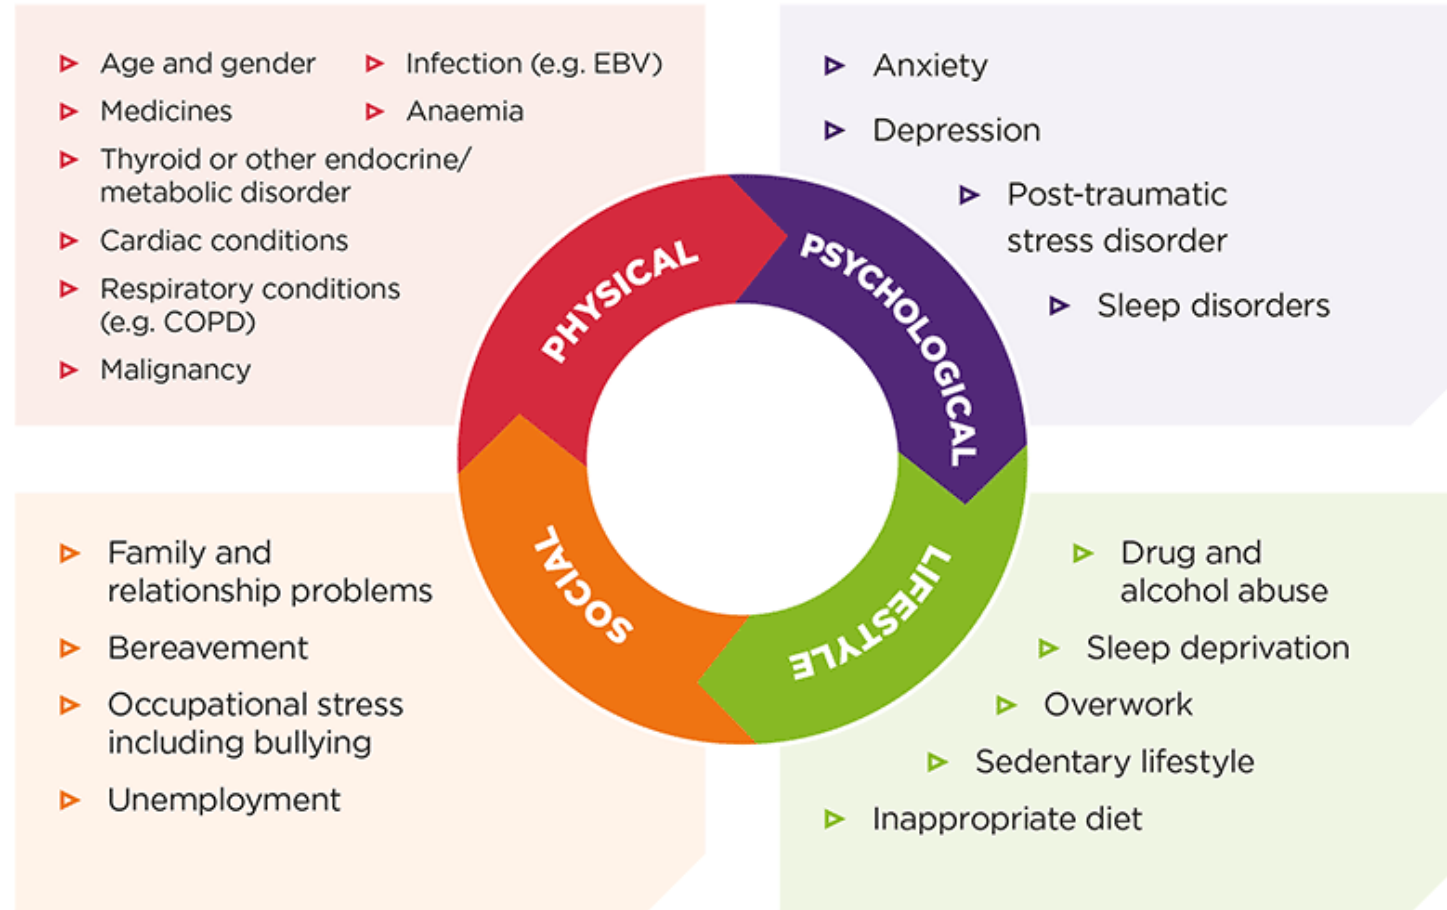 Age and gender
Infection (e.g. EBV)
Medicines
Anaemia
Thyroid or other endocrine/
metabolic disorder
Cardiac conditions
Respiratory conditions
(e.g. COPD)
Malignancy
Anxiety
Depression
Post-traumatic
stress disorder
Sleep disorders
PHYSICAL
PSYCHOLOGICAL
SOCIAL
LIFESTYLE
Family and
relationship problems
Bereavement
Occupational stress
including bullying
Unemployment
Drug and
alcohol abuse
Sleep deprivation
Overwork
Sedentary lifestyle
Inappropriate diet